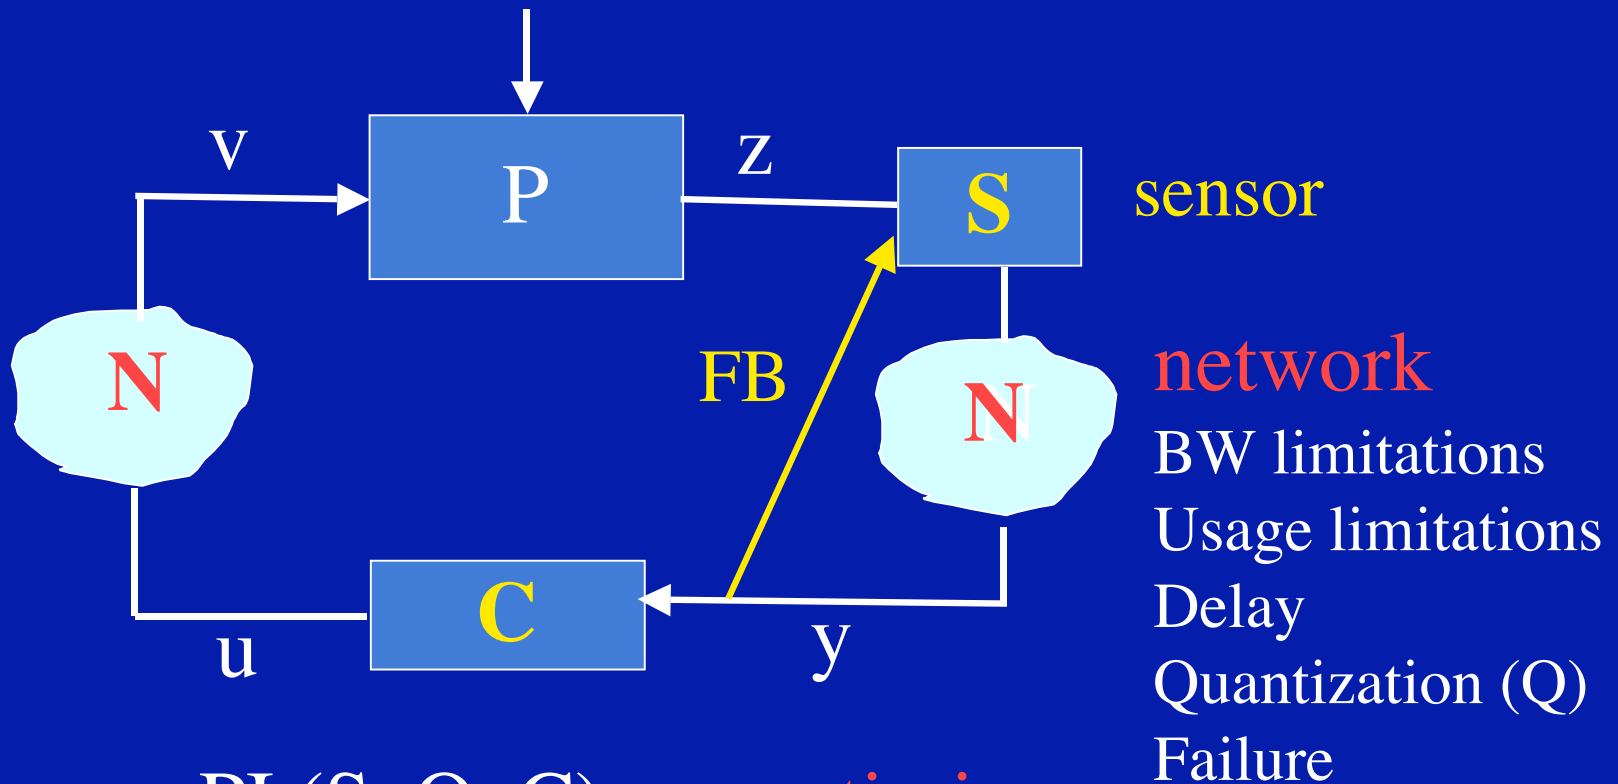 v
z
P
S
sensor
N
FB
N
network
BW limitations
Usage limitations
Delay
Quantization (Q)
C
u
y
Failure